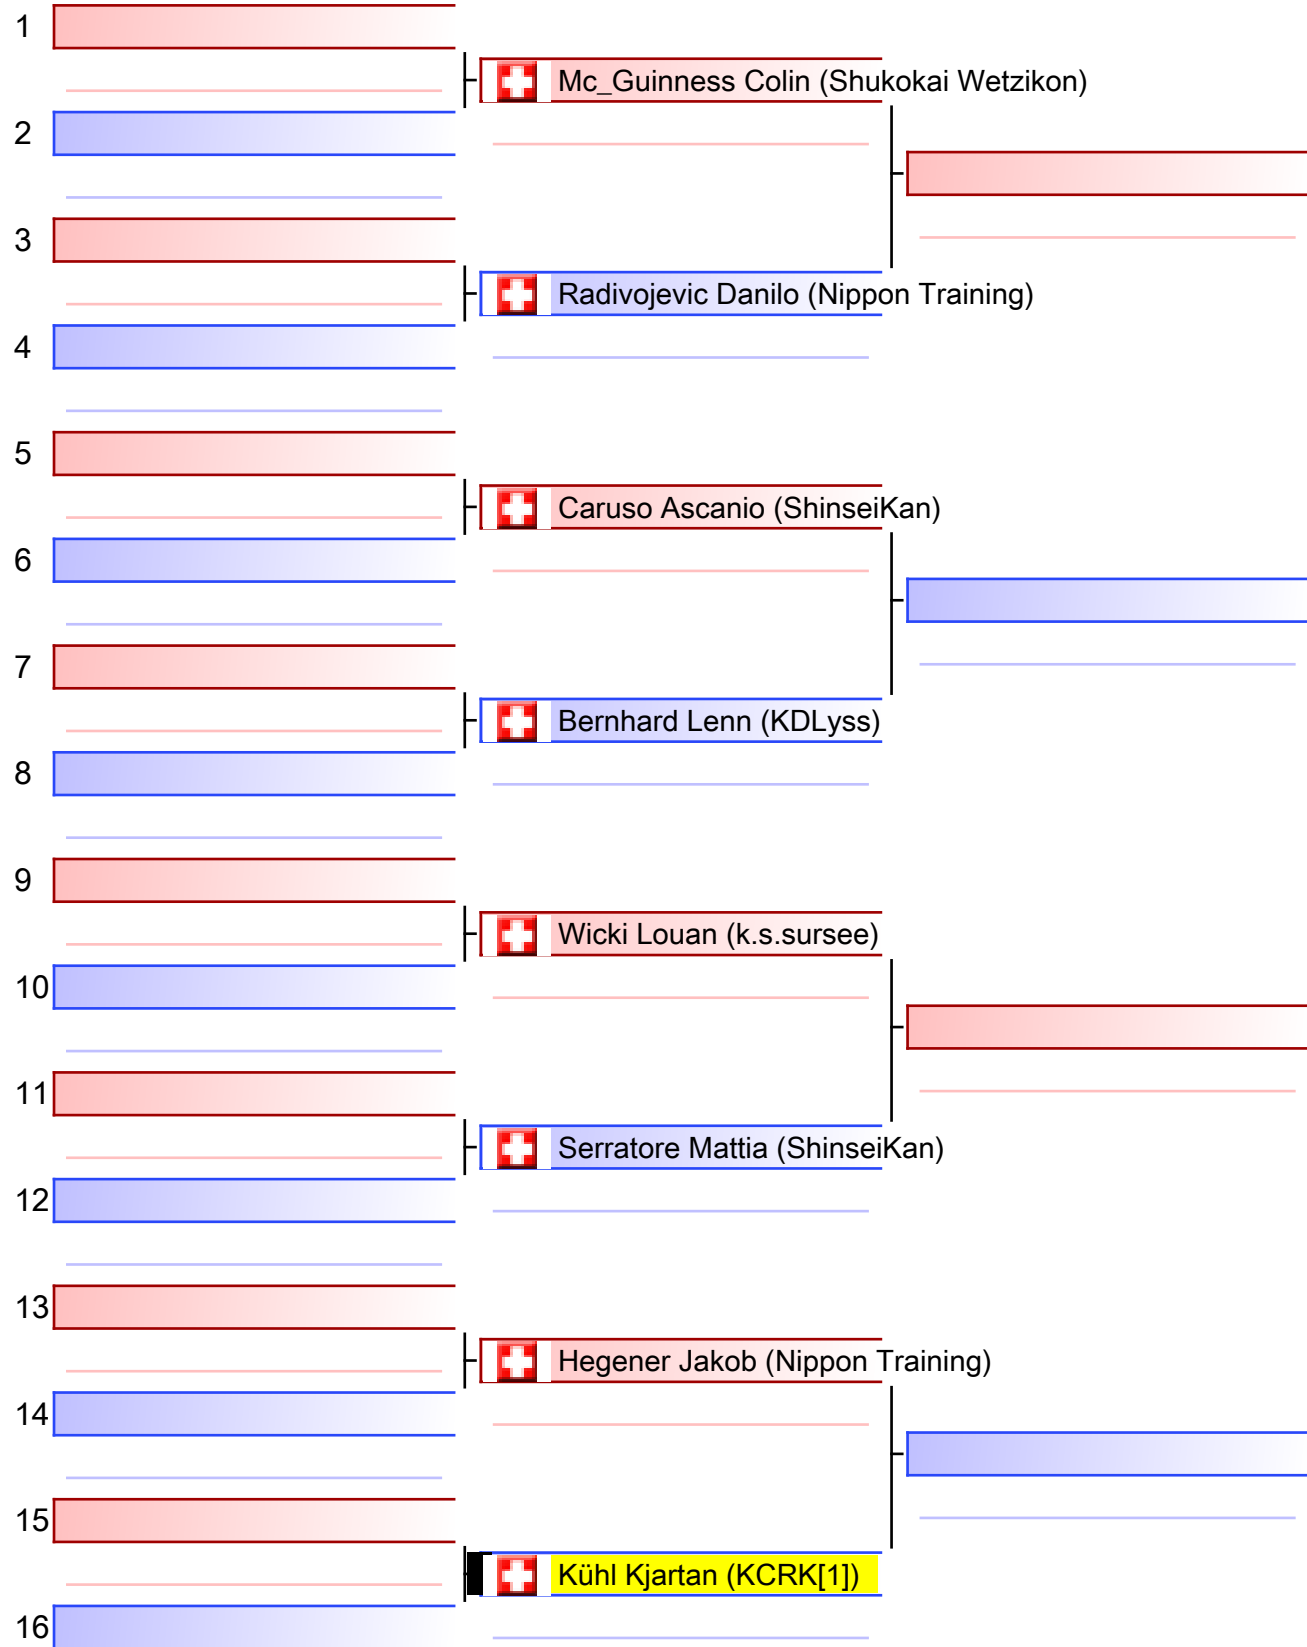 1
Mc_Guinness Colin (Shukokai Wetzikon)
2
3
Radivojevic Danilo (Nippon Training)
4
5
Caruso Ascanio (ShinseiKan)
6
7
Bernhard Lenn (KDLyss)
8
9
Wicki Louan (k.s.sursee)
10
11
Serratore Mattia (ShinseiKan)
12
13
Hegener Jakob (Nippon Training)
14
15
Kühl Kjartan (KCRK[1])
16